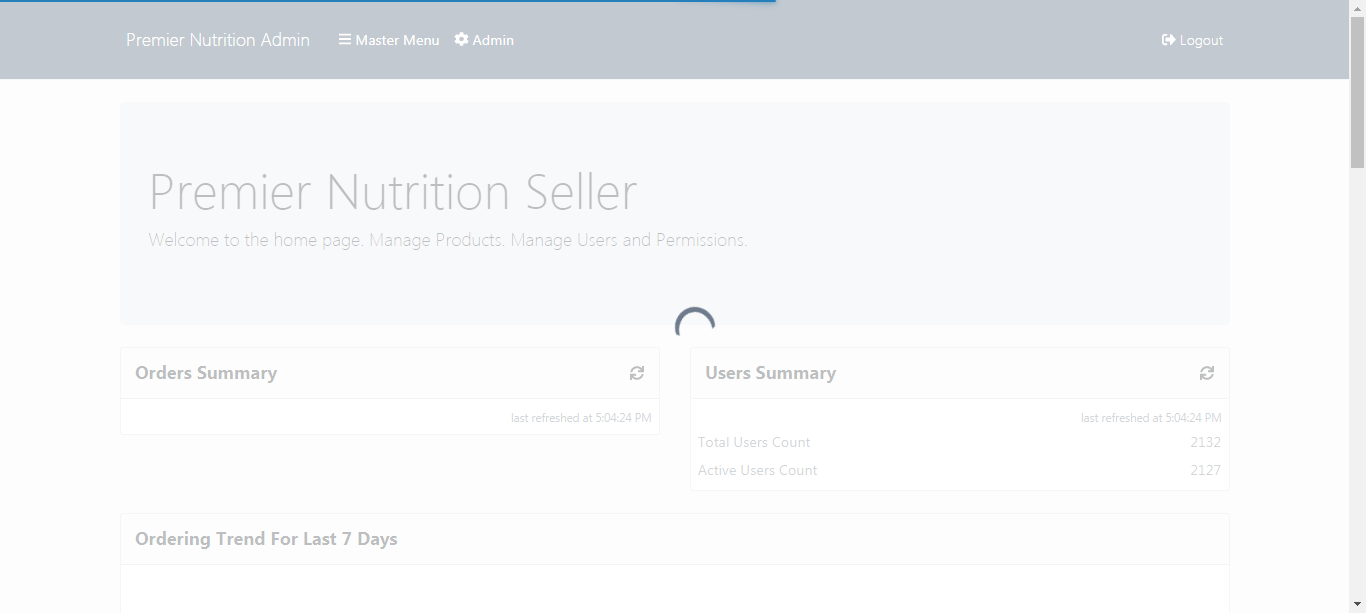 Premier Nutrition Admin Master Menu Admin Logout
Premier Nutrition Seller
Welcome to the home page. Manage Products. Manage Users and Permissions.
Orders Summary
last refreshed at 5:04:24 PM
Users Summary
last refreshed at 5:04:24 PM
Total Users Count 2132
Active Users Count 2127
Ordering Trend For Last 7 Days